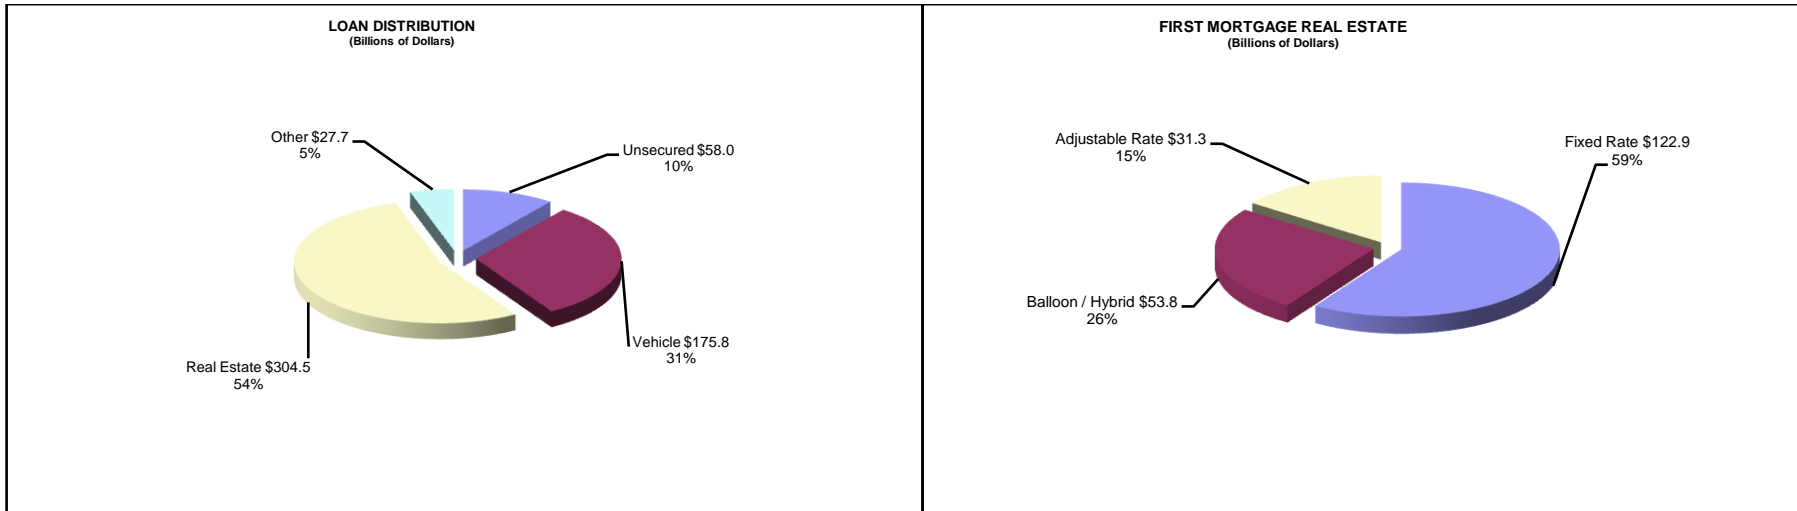 LOAN DISTRIBUTION
(Billions of Dollars)
Other $27.7
5%
Unsecured $58.0
10%
Vehicle $175.8
31%
Real Estate $304.5
54%
FIRST MORTGAGE REAL ESTATE
(Billions of Dollars)
Adjustable Rate $31.3
15%
Fixed Rate $122.9
59%
Balloon / Hybrid $53.8
26%